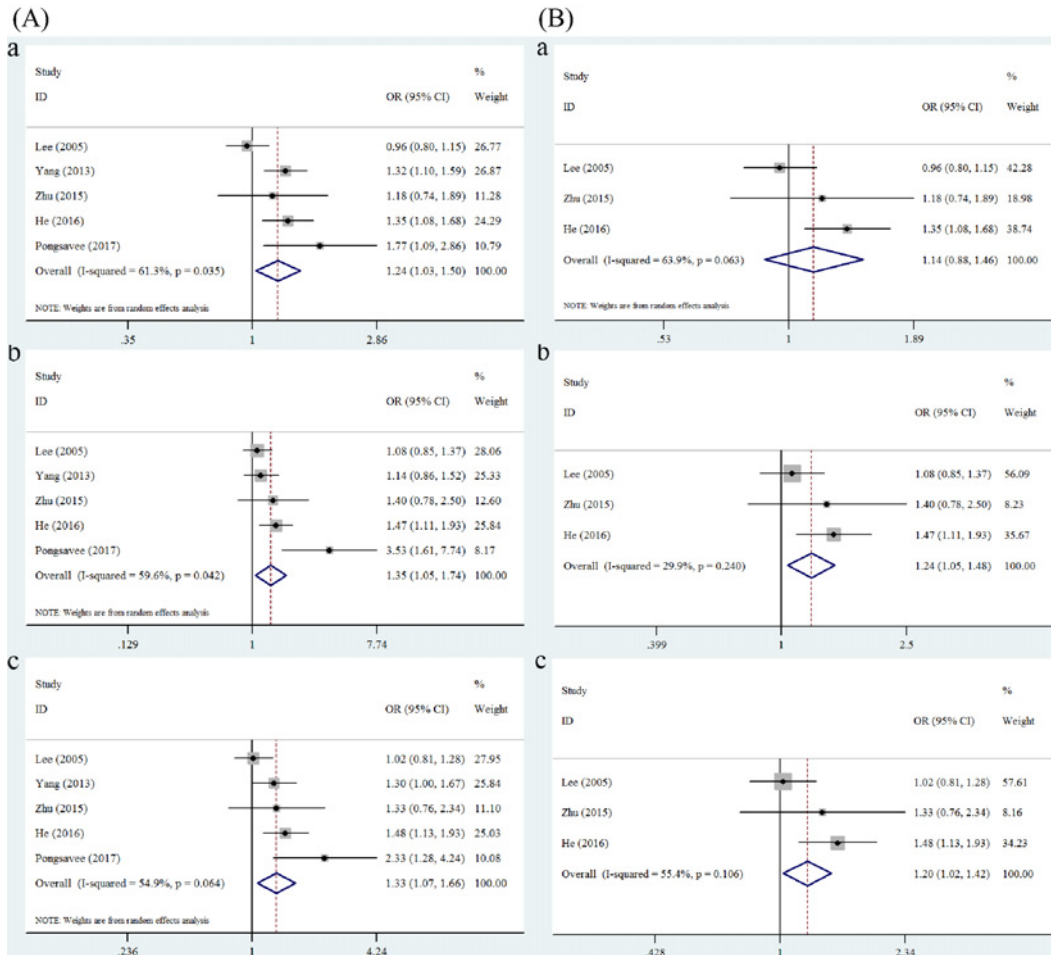 (A)
a
Study %
ID OR (95% CI) Weight
Lee (2005) 0.96 (0.80, 1.15) 26.77
Yang (2013) 1.32 (1.10, 1.59) 26.87
Zhu (2015) 1.18 (0.74, 1.89) 11.28
He (2016) 1.35 (1.08, 1.68) 24.29
Pongsavee (2017) 1.77 (1.09, 2.86) 10.79
Overall (I-squared = 61.3%, p = 0.035) 1.24 (1.03, 1.50) 100.00
NOTE: Weights are from random effects analysis
.35 1 2.86
b
Study %
ID OR (95% CI) Weight
Lee (2005) 1.08 (0.85, 1.37) 28.06
Yang (2013) 1.14 (0.86, 1.52) 25.33
Zhu (2015) 1.40 (0.78, 2.50) 12.60
He (2016) 1.47 (1.11, 1.93) 25.84
Pongsavee (2017) 3.53 (1.61, 7.74) 8.17
Overall (I-squared = 59.6%, p = 0.042) 1.35 (1.05, 1.74) 100.00
NOTE: Weights are from random effects analysis
.129 1 7.74
c
Study %
ID OR (95% CI) Weight
Lee (2005) 1.02 (0.81, 1.28) 27.95
Yang (2013) 1.30 (1.00, 1.67) 25.84
Zhu (2015) 1.33 (0.76, 2.34) 11.10
He (2016) 1.48 (1.13, 1.93) 25.03
Pongsavee (2017) 2.33 (1.28, 4.24) 10.08
Overall (I-squared = 54.9%, p = 0.064) 1.33 (1.07, 1.66) 100.00
NOTE: Weights are from random effects analysis
.236 1 4.24
(B)
a
Study %
ID OR (95% CI) Weight
Lee (2005) 0.96 (0.80, 1.15) 42.28
Zhu (2015) 1.18 (0.74, 1.89) 18.98
He (2016) 1.35 (1.08, 1.68) 38.74
Overall (I-squared = 63.9%, p = 0.063) 1.14 (0.88, 1.46) 100.00
NOTE: Weights are from random effects analysis
.53 1 1.89
b
Study %
ID OR (95% CI) Weight
Lee (2005) 1.08 (0.85, 1.37) 56.09
Zhu (2015) 1.40 (0.78, 2.50) 8.23
He (2016) 1.47 (1.11, 1.93) 35.67
Overall (I-squared = 29.9%, p = 0.240) 1.24 (1.05, 1.48) 100.00
.399 1 2.5
c
Study %
ID OR (95% CI) Weight
Lee (2005) 1.02 (0.81, 1.28) 57.61
Zhu (2015) 1.33 (0.76, 2.34) 8.16
He (2016) 1.48 (1.13, 1.93) 34.23
Overall (I-squared = 55.4%, p = 0.106) 1.20 (1.02, 1.42) 100.00
.428 1 2.34